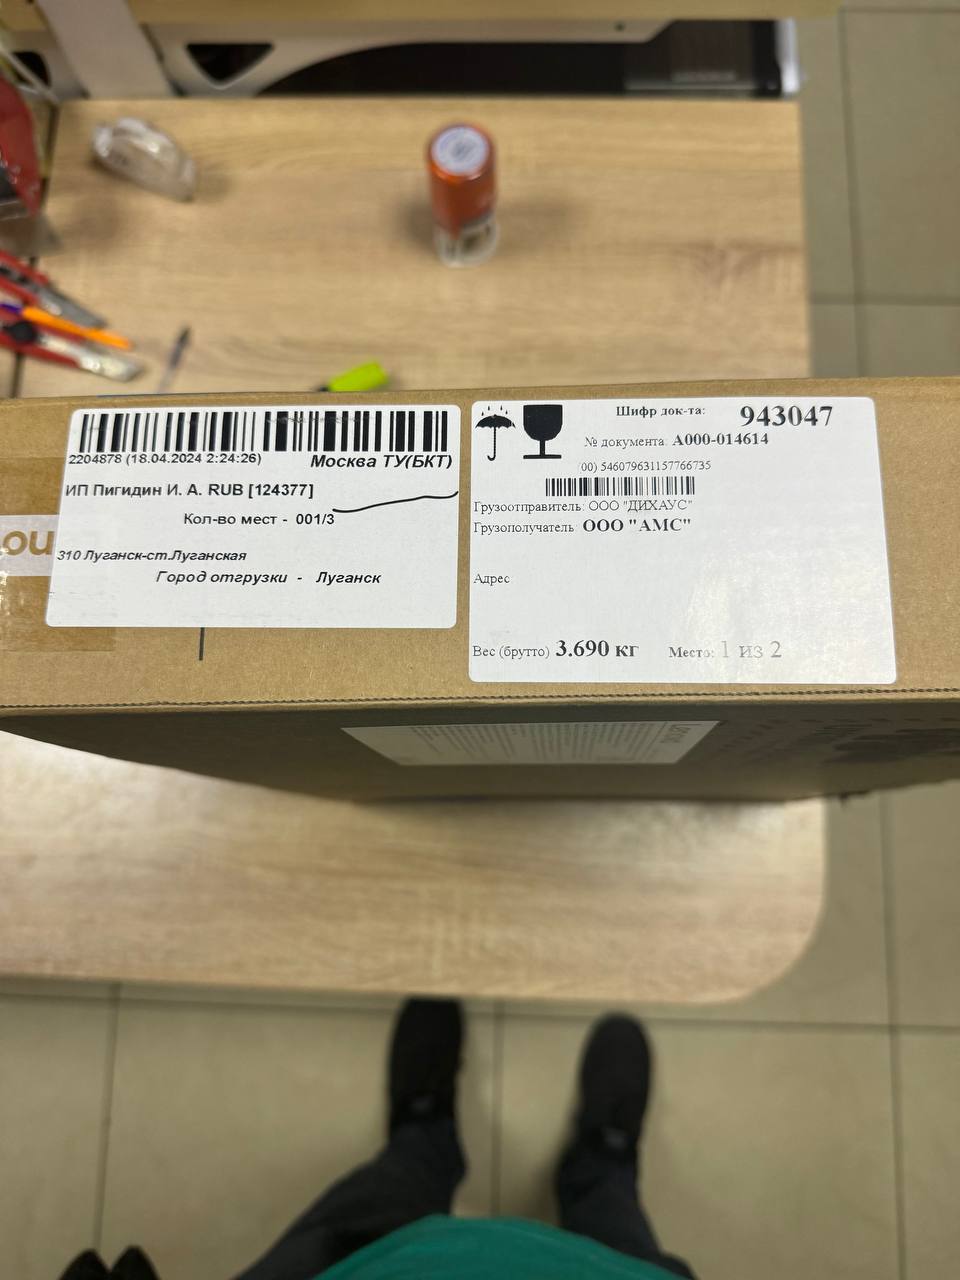 2204878 (18.04.2024 2:24:26)
Москва ТУ(БКТ)
ИП Пигидин И. А. RUB [124377]
Кол-во мест - 001/3
310 Луганск-ст.Луганская
Город отгрузки - Луганск
Шифр док-та: 943047
№ документа: А000-014614
(00) 546079631157766735
Грузоотправитель: ООО "ДИХАУС"
Грузополучатель: ООО "АМС"
Адрес
Вес (брутто) 3.690 кг Место: 1 из 2